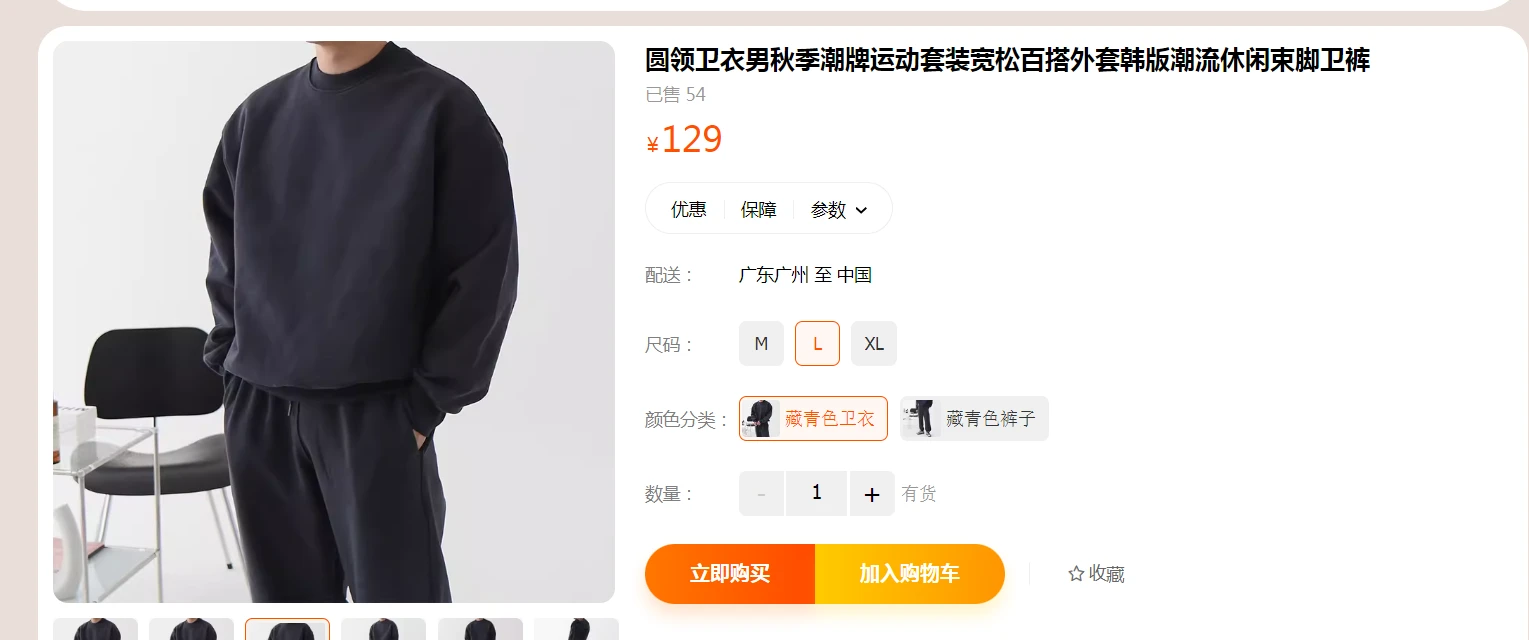 圆领卫衣男秋季潮牌运动套装宽松百搭外套韩版潮流休闲束脚卫裤
已售 54
¥129
优惠 保障 参数
配送： 广东广州 至 中国
尺码： M L XL
颜色分类： 藏青色卫衣 藏青色裤子
数量： - 1 + 有货
立即购买 加入购物车 收藏